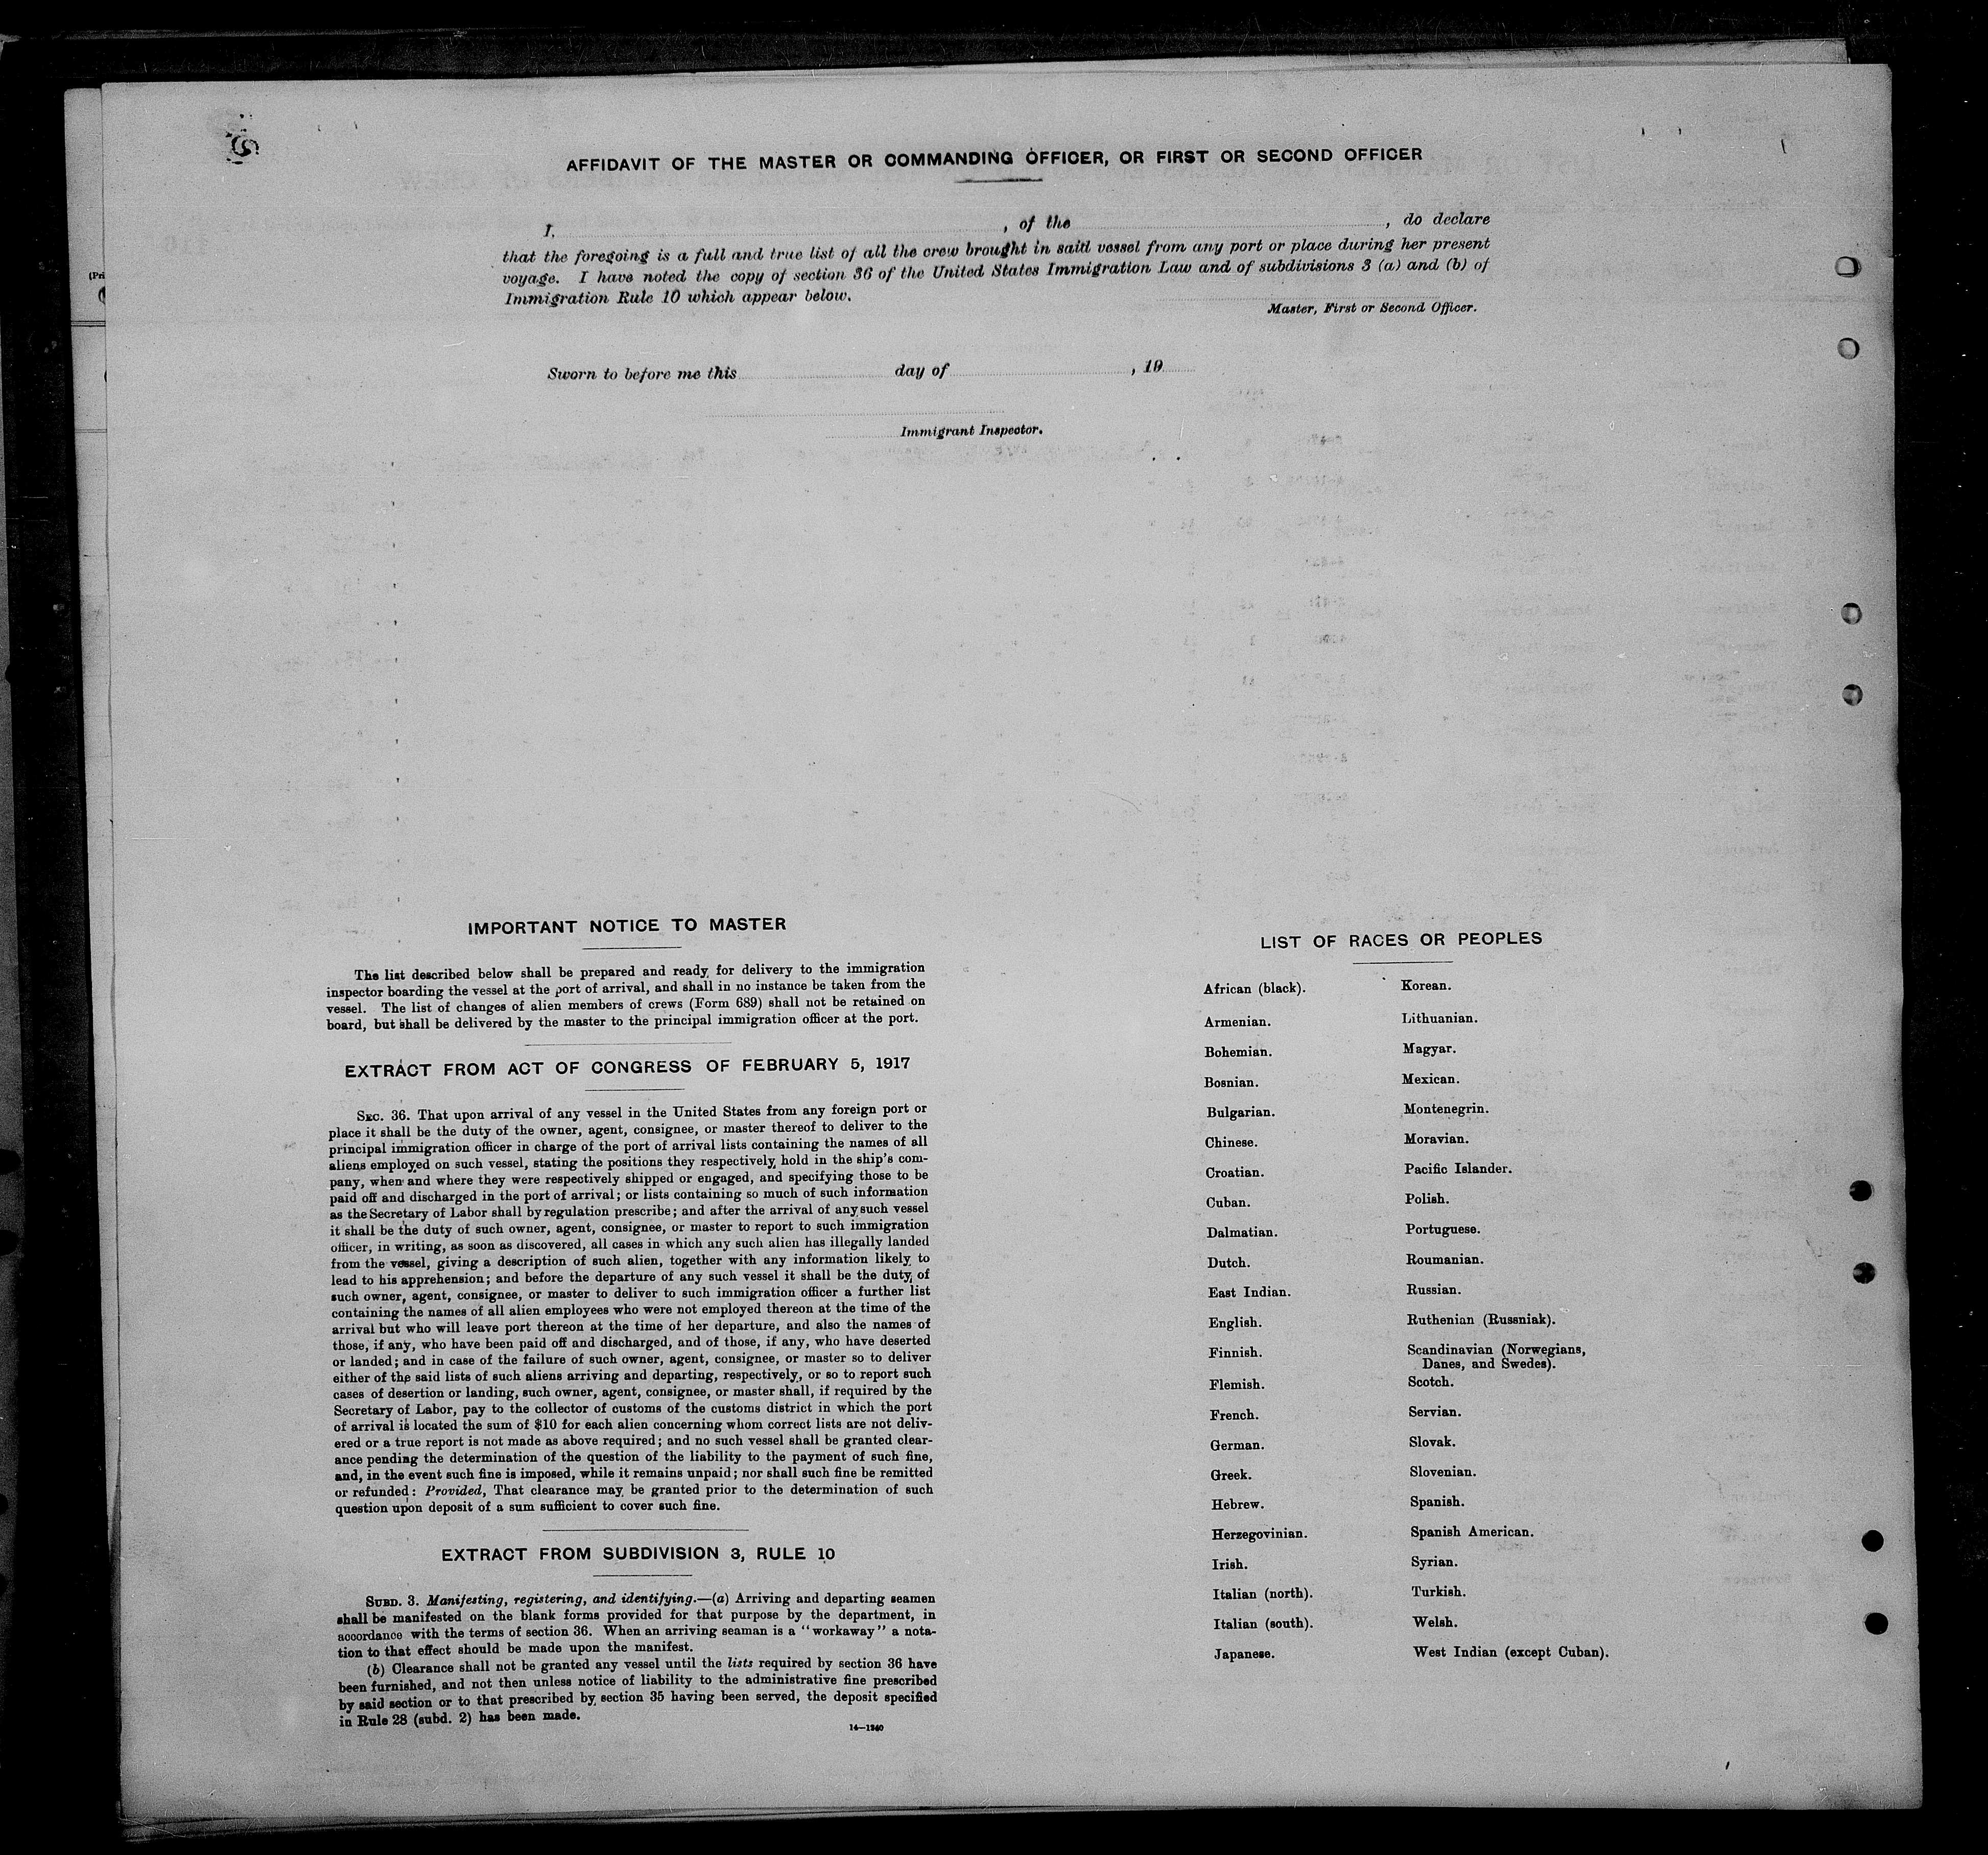 AFFIDAVIT OF THE MASTER OR COMMANDING OFFICER, OR FIRST OR SECOND OFFICER
I, , of the , do declare
that the foregoing is a full and true list of all the crew brought in said vessel from any port or place during her present
voyage. I have noted the copy of section 36 of the United States Immigration Law and of subdivisions 3 (a) and (b) of
Immigration Rule 10 which appear below.
Master, First or Second Officer.
Sworn to before me this day of , 19
Immigrant Inspector.
IMPORTANT NOTICE TO MASTER
The list described below shall be prepared and ready for delivery to the immigration
inspector boarding the vessel at the port of arrival, and shall in no instance be taken from the
vessel. The list of changes of alien members of crews (Form 689) shall not be retained on
board, but shall be delivered by the master to the principal immigration officer at the port.
EXTRACT FROM ACT OF CONGRESS OF FEBRUARY 5, 1917
SEC. 36. That upon arrival of any vessel in the United States from any foreign port or
place it shall be the duty of the owner, agent, consignee, or master thereof to deliver to the
principal immigration officer in charge of the port of arrival lists containing the names of all
aliens employed on such vessel, stating the positions they respectively hold in the ship's com-
pany, when and where they were respectively shipped or engaged, and specifying those to be
paid off and discharged in the port of arrival; or lists containing so much of such information
as the Secretary of Labor shall by regulation prescribe; and after the arrival of any such vessel
it shall be the duty of such owner, agent, consignee, or master to report to such immigration
officer, in writing, as soon as discovered, all cases in which any such alien has illegally landed
from the vessel, giving a description of such alien, together with any information likely to
lead to his apprehension; and before the departure of any such vessel it shall be the duty of
such owner, agent, consignee, or master to deliver to such immigration officer a further list
containing the names of all alien employees who were not employed thereon at the time of the
arrival but who will leave port thereon at the time of her departure, and also the names of
those, if any, who have been paid off and discharged, and of those, if any, who have deserted
or landed; and in case of the failure of such owner, agent, consignee, or master so to deliver
either of the said lists of such aliens arriving and departing, respectively, or so to report such
cases of desertion or landing, such owner, agent, consignee, or master shall, if required by the
Secretary of Labor, pay to the collector of customs of the customs district in which the port
of arrival is located the sum of $10 for each alien concerning whom correct lists are not deliv-
ered or a true report is not made as above required; and no such vessel shall be granted clear-
ance pending the determination of the question of the liability to the payment of such fine,
and, in the event such fine is imposed, while it remains unpaid; nor shall such fine be remitted
or refunded: Provided, That clearance may be granted prior to the determination of such
question upon deposit of a sum sufficient to cover such fine.
EXTRACT FROM SUBDIVISION 3, RULE 10
SUBD. 3. Manifesting, registering, and identifying.—(a) Arriving and departing seamen
shall be manifested on the blank forms provided for that purpose by the department, in
accordance with the terms of section 36. When an arriving seaman is a "workaway" a nota-
tion to that effect should be made upon the manifest.
(b) Clearance shall not be granted any vessel until the lists required by section 36 have
been furnished, and not then unless notice of liability to the administrative fine prescribed
by said section or to that prescribed by section 35 having been served, the deposit specified
in Rule 28 (subd. 2) has been made.
14—1240
LIST OF RACES OR PEOPLES
African (black).
Armenian.
Bohemian.
Bosnian.
Bulgarian.
Chinese.
Croatian.
Cuban.
Dalmatian.
Dutch.
East Indian.
English.
Finnish.
Flemish.
French.
German.
Greek.
Hebrew.
Herzegovinian.
Irish.
Italian (north).
Italian (south).
Japanese.
Korean.
Lithuanian.
Magyar.
Mexican.
Montenegrin.
Moravian.
Pacific Islander.
Polish.
Portuguese.
Roumanian.
Russian.
Ruthenian (Russniak).
Scandinavian (Norwegians,
Danes, and Swedes).
Scotch.
Servian.
Slovak.
Slovenian.
Spanish.
Spanish American.
Syrian.
Turkish.
Welsh.
West Indian (except Cuban).